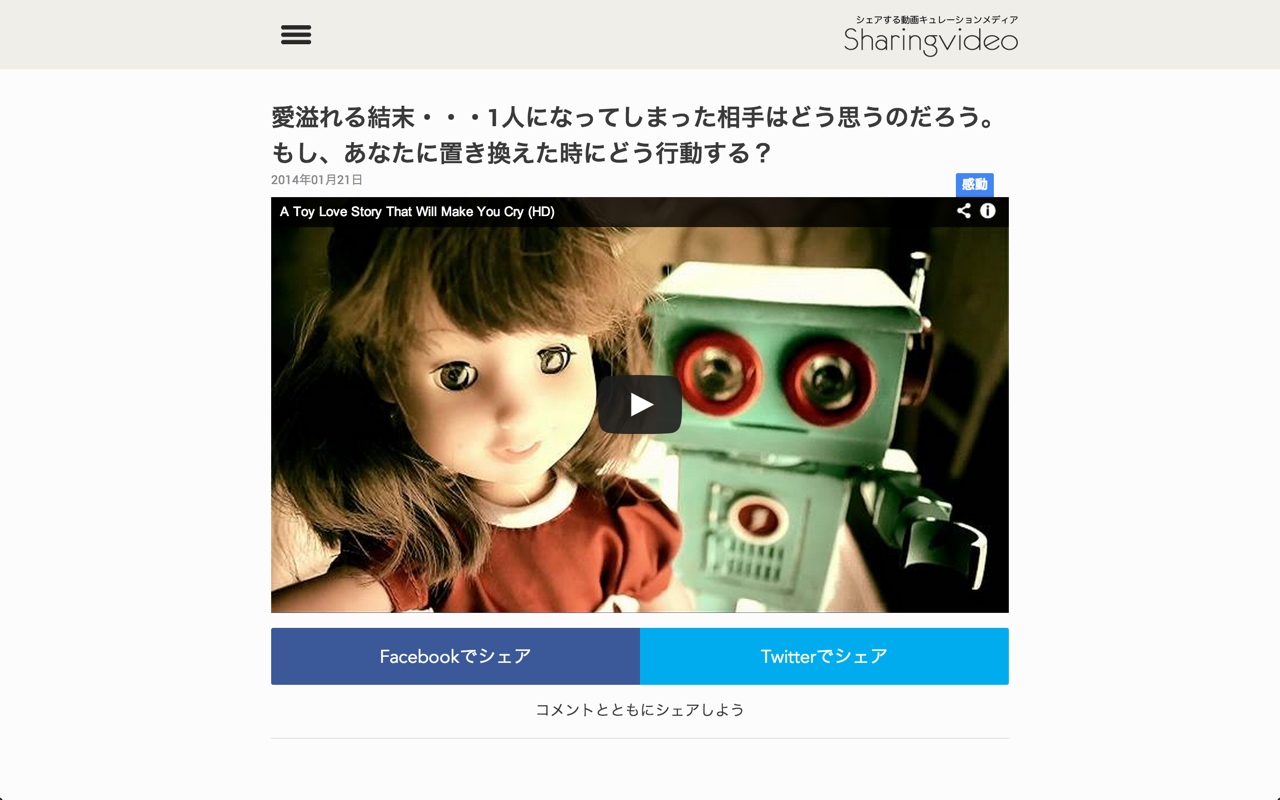 シェアする動画キュレーションメディア
Sharingvideo
愛溢れる結末・・・1人になってしまった相手はどう思うのだろう。
もし、あなたに置き換えた時にどう行動する？
2014年01月21日
感動
A Toy Love Story That Will Make You Cry (HD)
Facebookでシェア
Twitterでシェア
コメントとともにシェアしよう